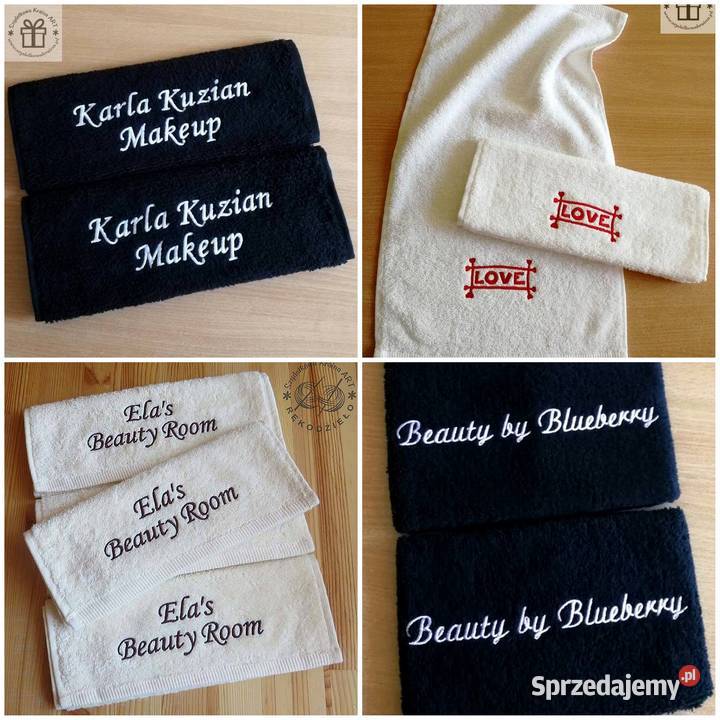 Karla Kuzian
Makeup
Karla Kuzian
Makeup
LOVE
LOVE
Ela's
Beauty Room
Ela's
Beauty Room
Ela's
Beauty Room
RĘKODZIEŁO
Beauty by Blueberry
Beauty by Blueberry
Sprzedajemy.pl